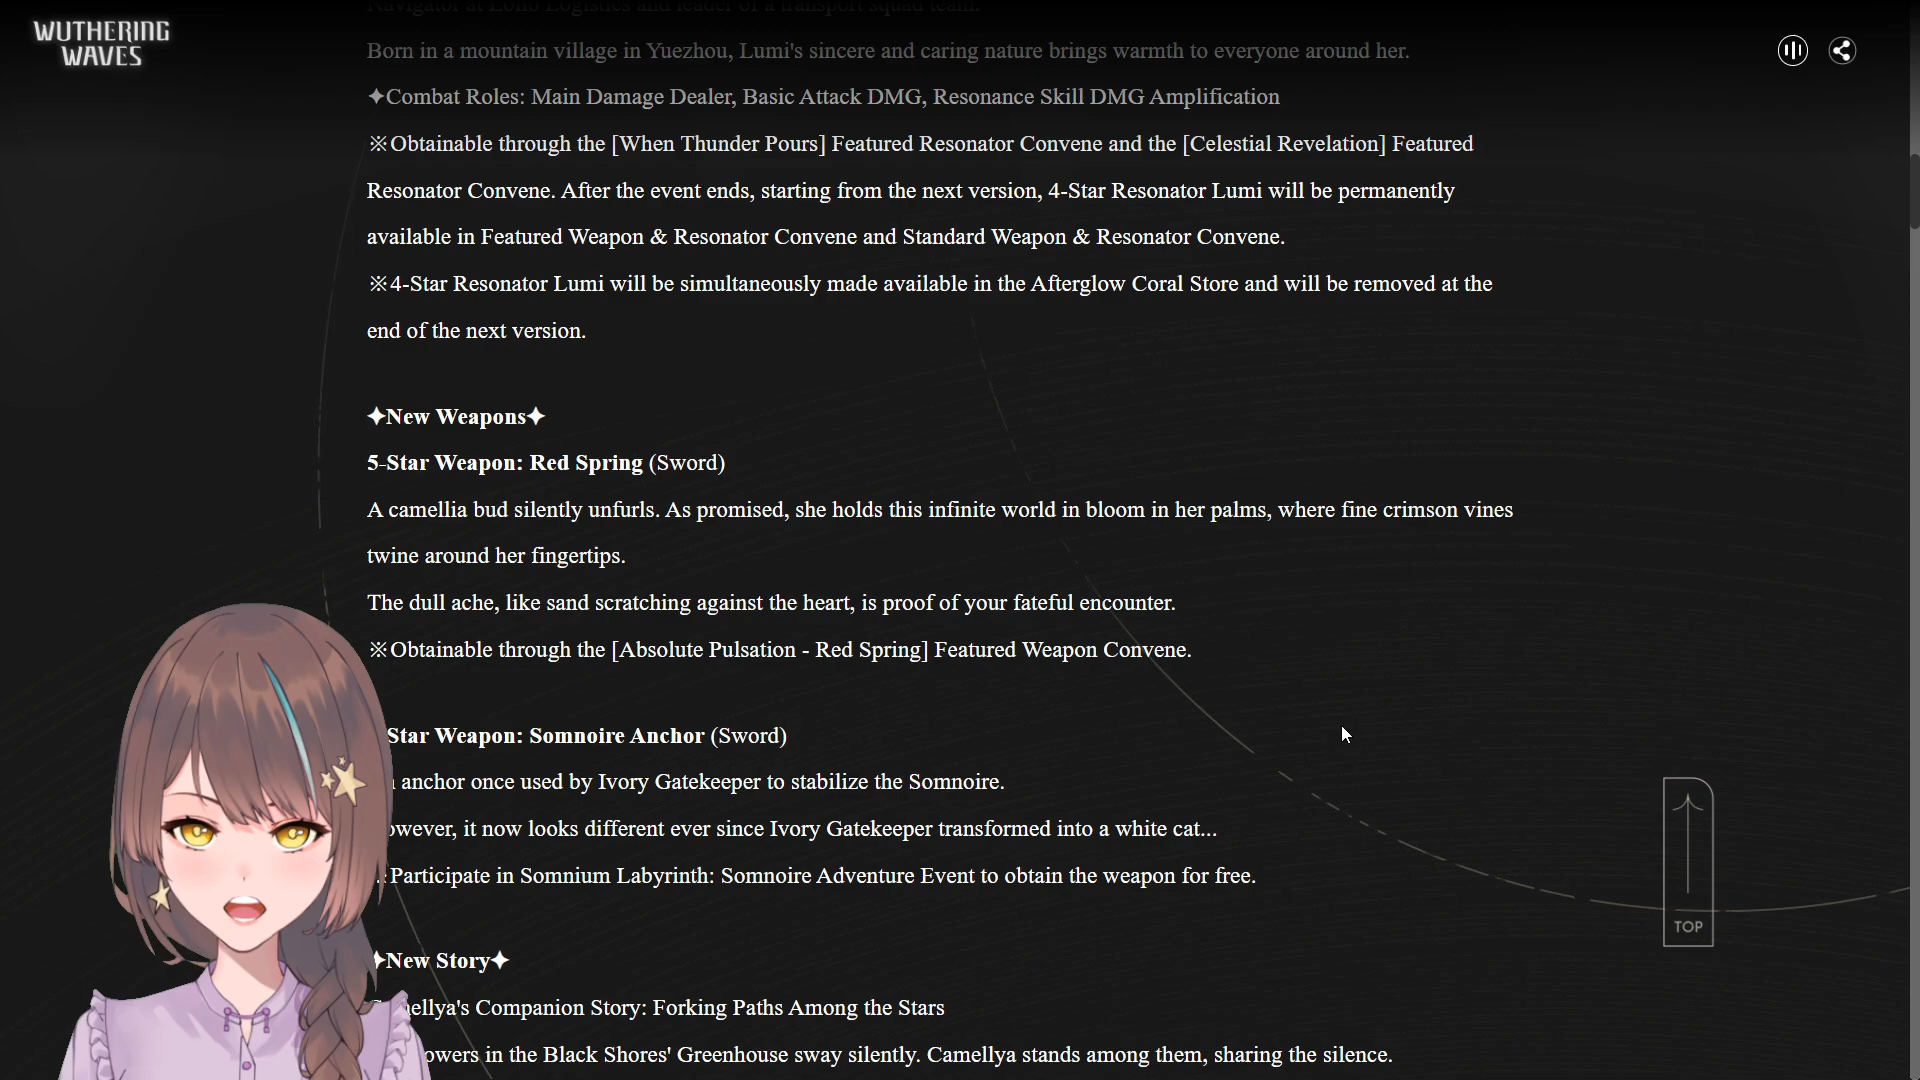 WUTHERING
WAVES
Navigator at Lollo Logistics and leader of a transport squad team.
Born in a mountain village in Yuezhou, Lumi's sincere and caring nature brings warmth to everyone around her.
✦Combat Roles: Main Damage Dealer, Basic Attack DMG, Resonance Skill DMG Amplification
※Obtainable through the [When Thunder Pours] Featured Resonator Convene and the [Celestial Revelation] Featured
Resonator Convene. After the event ends, starting from the next version, 4-Star Resonator Lumi will be permanently
available in Featured Weapon & Resonator Convene and Standard Weapon & Resonator Convene.
※4-Star Resonator Lumi will be simultaneously made available in the Afterglow Coral Store and will be removed at the
end of the next version.
✦New Weapons✦
5-Star Weapon: Red Spring (Sword)
A camellia bud silently unfurls. As promised, she holds this infinite world in bloom in her palms, where fine crimson vines
twine around her fingertips.
The dull ache, like sand scratching against the heart, is proof of your fateful encounter.
※Obtainable through the [Absolute Pulsation - Red Spring] Featured Weapon Convene.
Star Weapon: Somnoire Anchor (Sword)
anchor once used by Ivory Gatekeeper to stabilize the Somnoire.
it now looks different ever since Ivory Gatekeeper transformed into a white cat...
Participate in Somnium Labyrinth: Somnoire Adventure Event to obtain the weapon for free.
✦New Story✦
Companion Story: Forking Paths Among the Stars
in the Black Shores' Greenhouse sway silently. Camellya stands among them, sharing the silence.
TOP